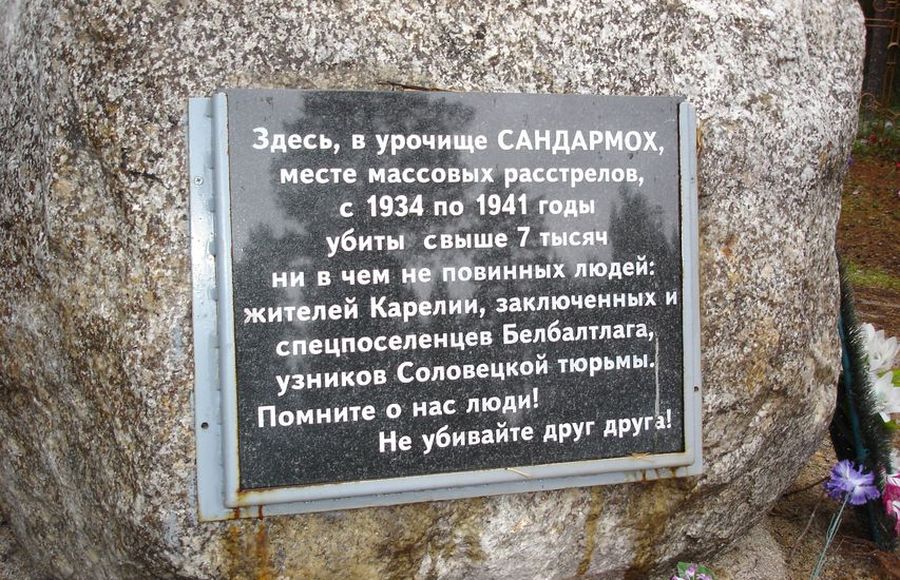 Здесь, в урочище САНДАРМОХ,
месте массовых расстрелов,
с 1934 по 1941 годы
убиты свыше 7 тысяч
ни в чем не повинных людей:
жителей Карелии, заключенных и
спецпоселенцев Белбалтлага,
узников Соловецкой тюрьмы.
Помните о нас люди!
Не убивайте друг друга!